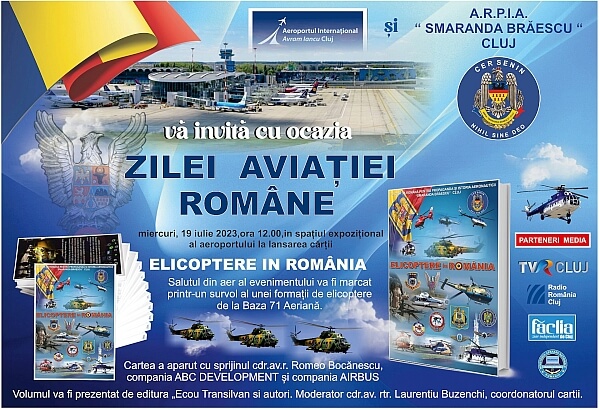 Aeroportul Internațional
Avram Iancu Cluj
și
A.R.P.I.A.
“ SMARANDA BRĂESCU “
CLUJ
CER SENIN
NIHIL SINE DEO
vă invită cu ocazia
ZILEI AVIAȚIEI
ROMÂNE
miercuri, 19 iulie 2023,ora 12.00,in spațiul expozițional
al aeroportului la lansarea cărții
ELICOPTERE IN ROMÂNIA
Salutul din aer al evenimentului va fi marcat
printr-un survol al unei formații de elicoptere
de la Baza 71 Aeriană.
ELICOPTERE IN ROMÂNIA
ELICOPTERE IN ROMÂNIA
PARTENERI MEDIA
TVR CLUJ
Radio
România
Cluj
făclia
Cartea a aparut cu sprijinul cdr.av.r. Romeo Bocănescu,
compania ABC DEVELOPMENT și compania AIRBUS
Volumul va fi prezentat de editura „Ecou Transilvan si autori. Moderator cdr.av. rtr. Laurentiu Buzenchi, coordonatorul cartii.